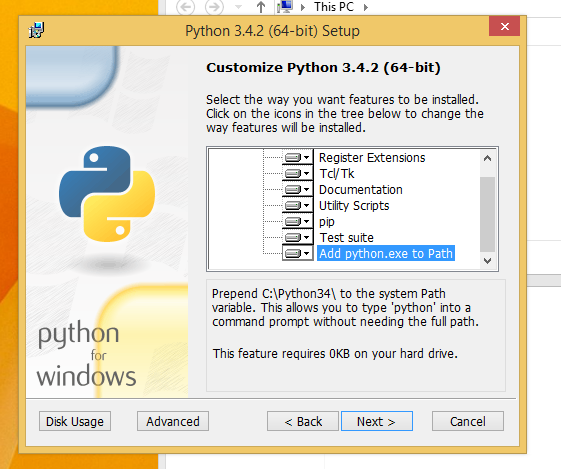 This PC
Python 3.4.2 (64-bit) Setup
Customize Python 3.4.2 (64-bit)
Select the way you want features to be installed.
Click on the icons in the tree below to change the
way features will be installed.
Register Extensions
Tcl/Tk
Documentation
Utility Scripts
pip
Test suite
Add python.exe to Path
Prepend C:\Python34\ to the system Path
variable. This allows you to type 'python' into a
command prompt without needing the full path.
This feature requires 0KB on your hard drive.
python
for
windows
Disk Usage
Advanced
< Back
Next >
Cancel